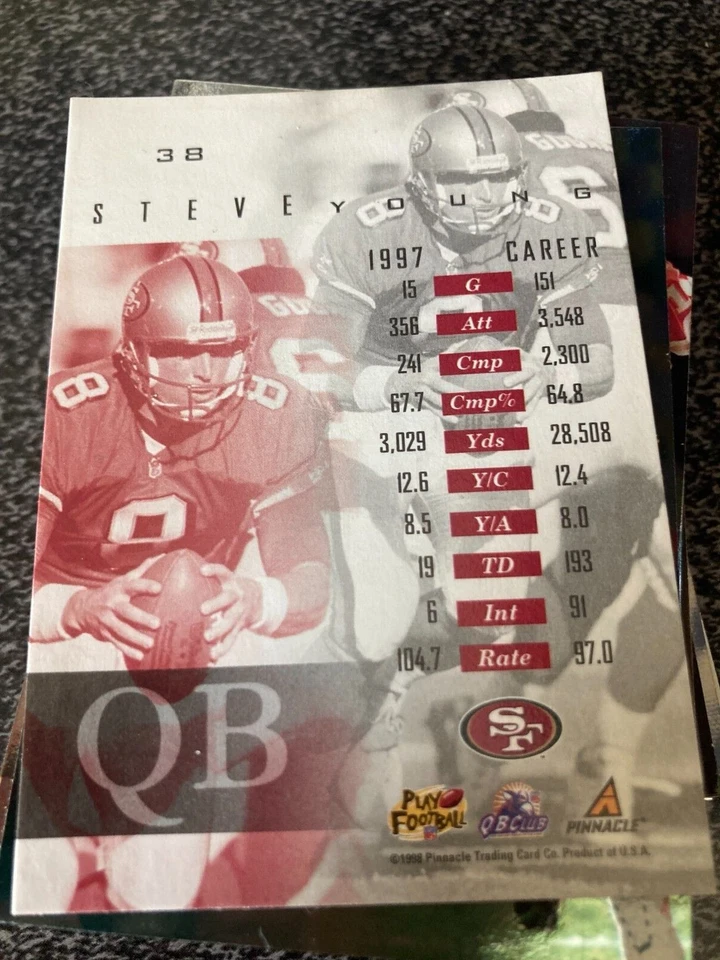 38
STEVE YOUNG
1997 CAREER
15 G 151
356 Att 3,548
241 Cmp 2,300
67.7 Cmp% 64.8
3,029 Yds 28,508
12.6 Y/C 12.4
8.5 Y/A 8.0
19 TD 193
6 Int 91
104.7 Rate 97.0
8 8
8
QB
SF
PLAY FOOTBALL
QB CLUB
PINNACLE
©1998 Pinnacle Trading Card Co. Product of U.S.A.